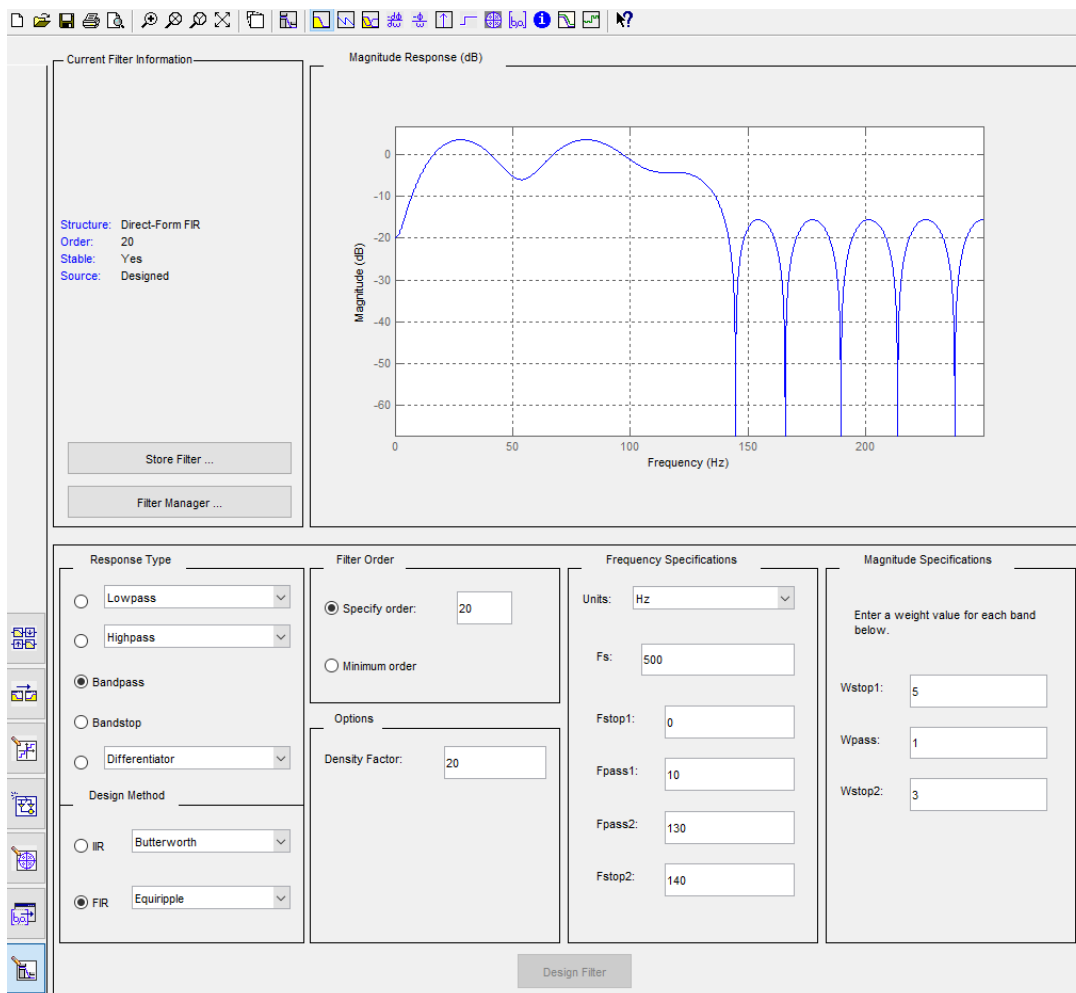 Current Filter Information
Structure: Direct-Form FIR
Order: 20
Stable: Yes
Source: Designed
Store Filter ...
Filter Manager ...
Magnitude Response (dB)
0
-10
-20
-30
-40
-50
-60
Magnitude (dB)
0 50 100 150 200
Frequency (Hz)
Response Type
Lowpass
Highpass
Bandpass
Bandstop
Differentiator
Design Method
IIR Butterworth
FIR Equiripple
Filter Order
Specify order: 20
Minimum order
Options
Density Factor: 20
Frequency Specifications
Units: Hz
Fs: 500
Fstop1: 0
Fpass1: 10
Fpass2: 130
Fstop2: 140
Magnitude Specifications
Enter a weight value for each band
below.
Wstop1: 5
Wpass: 1
Wstop2: 3
Design Filter